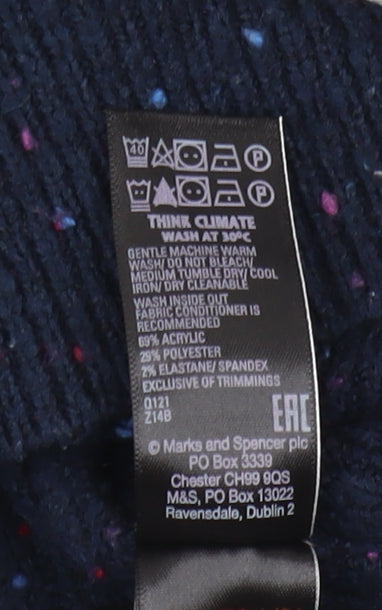 40 P
P
THINK CLIMATE
WASH AT 30ºC
GENTLE MACHINE WARM
WASH/ DO NOT BLEACH/
MEDIUM TUMBLE DRY/ COOL
IRON/ DRY CLEANABLE
WASH INSIDE OUT
FABRIC CONDITIONER IS
RECOMMENDED
69% ACRYLIC
29% POLYESTER
2% ELASTANE/ SPANDEX
EXCLUSIVE OF TRIMMINGS
Q121
Z14B
EAC
© Marks and Spencer plc
PO Box 3339
Chester CH99 9QS
M&S, PO Box 13022
Ravensdale, Dublin 2